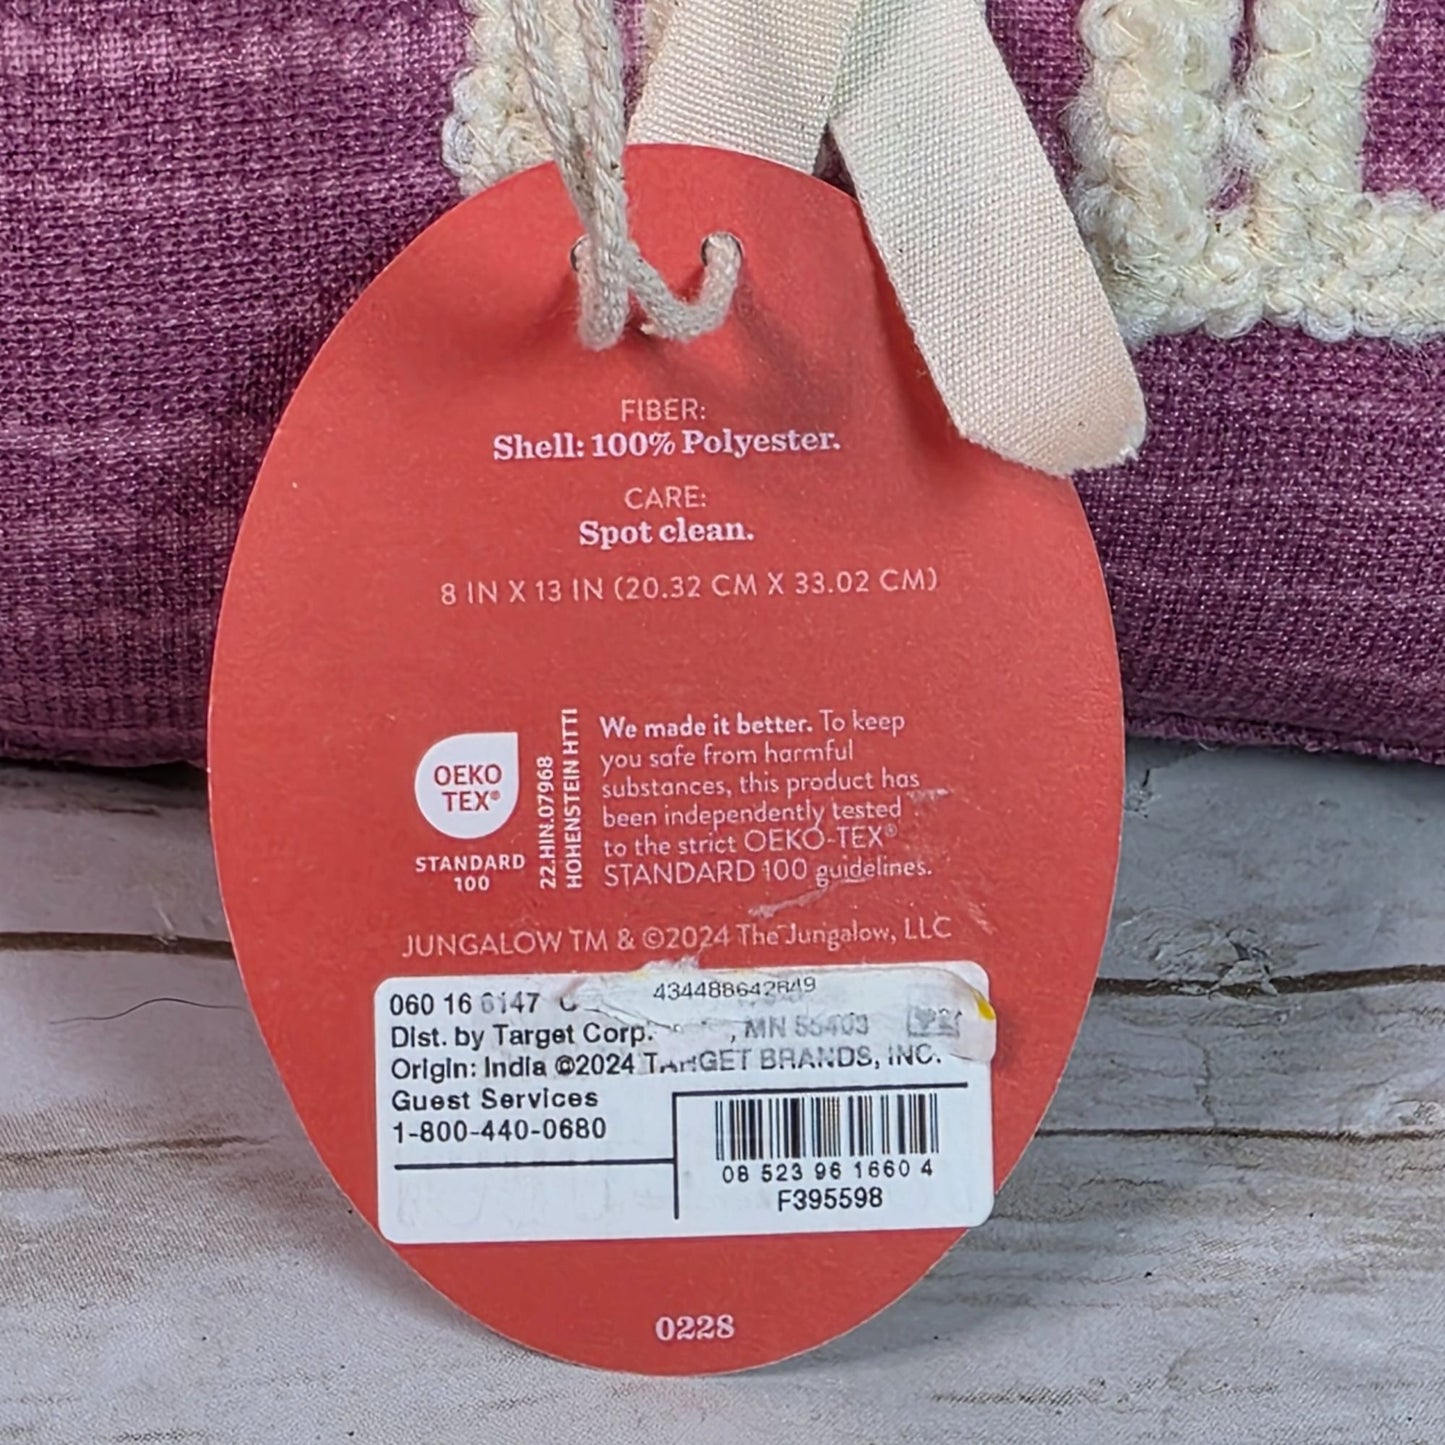 FIBER:
Shell: 100% Polyester.
CARE:
Spot clean.
8 IN X 13 IN (20.32 CM X 33.02 CM)
OEKO
TEX®
STANDARD
100
22.HIN.07968
HOHENSTEIN HTTI
We made it better. To keep
you safe from harmful
substances, this product has
been independently tested
to the strict OEKO-TEX®
STANDARD 100 guidelines.
JUNGALOW TM & ©2024 The Jungalow, LLC
060 16 6147
Dist. by Target Corp. , MN 55403
Origin: India ©2024 TARGET BRANDS, INC.
Guest Services
1-800-440-0680
08 523 96 1660 4
F395598
0228